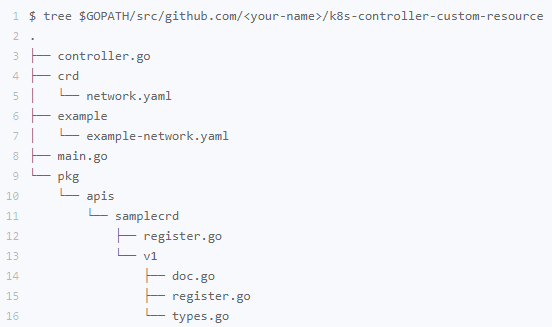 1 $ tree $GOPATH/src/github.com/<your-name>/k8s-controller-custom-resource
2 .
3 ├── controller.go
4 ├── crd
5 │   └── network.yaml
6 ├── example
7 │   └── example-network.yaml
8 ├── main.go
9 └── pkg
10     └── apis
11         └── samplecrd
12             ├── register.go
13             └── v1
14                 ├── doc.go
15                 ├── register.go
16                 └── types.go